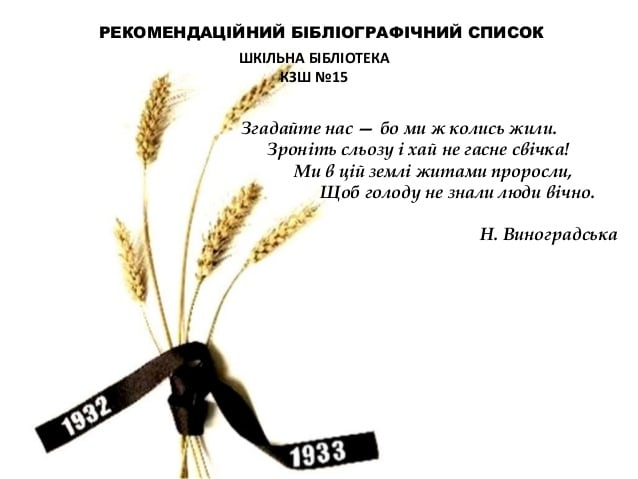 РЕКОМЕНДАЦІЙНИЙ БІБЛІОГРАФІЧНИЙ СПИСОК
ШКІЛЬНА БІБЛІОТЕКА
КЗШ №15
Згадайте нас — бо ми ж колись жили.
Зроніть сльозу і хай не гасне свічка!
Ми в цій землі житами проросли,
Щоб голоду не знали люди вічно.
Н. Виноградська
1932
1933